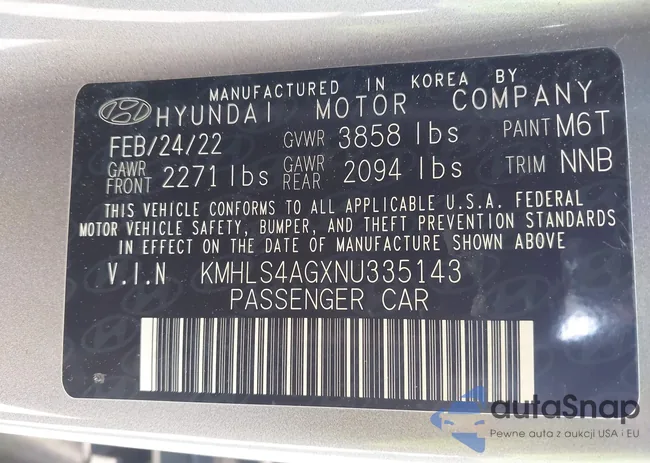 MANUFACTURED IN KOREA BY
HYUNDAI MOTOR COMPANY
FEB/24/22 GVWR 3858 lbs PAINT M6T
GAWR FRONT 2271 lbs GAWR REAR 2094 lbs TRIM NNB
THIS VEHICLE CONFORMS TO ALL APPLICABLE U.S.A. FEDERAL
MOTOR VEHICLE SAFETY, BUMPER, AND THEFT PREVENTION STANDARDS
IN EFFECT ON THE DATE OF MANUFACTURE SHOWN ABOVE
V.I.N KMHLS4AGXNU335143
PASSENGER CAR
autaSnap
Pewne auta z aukcji USA i EU